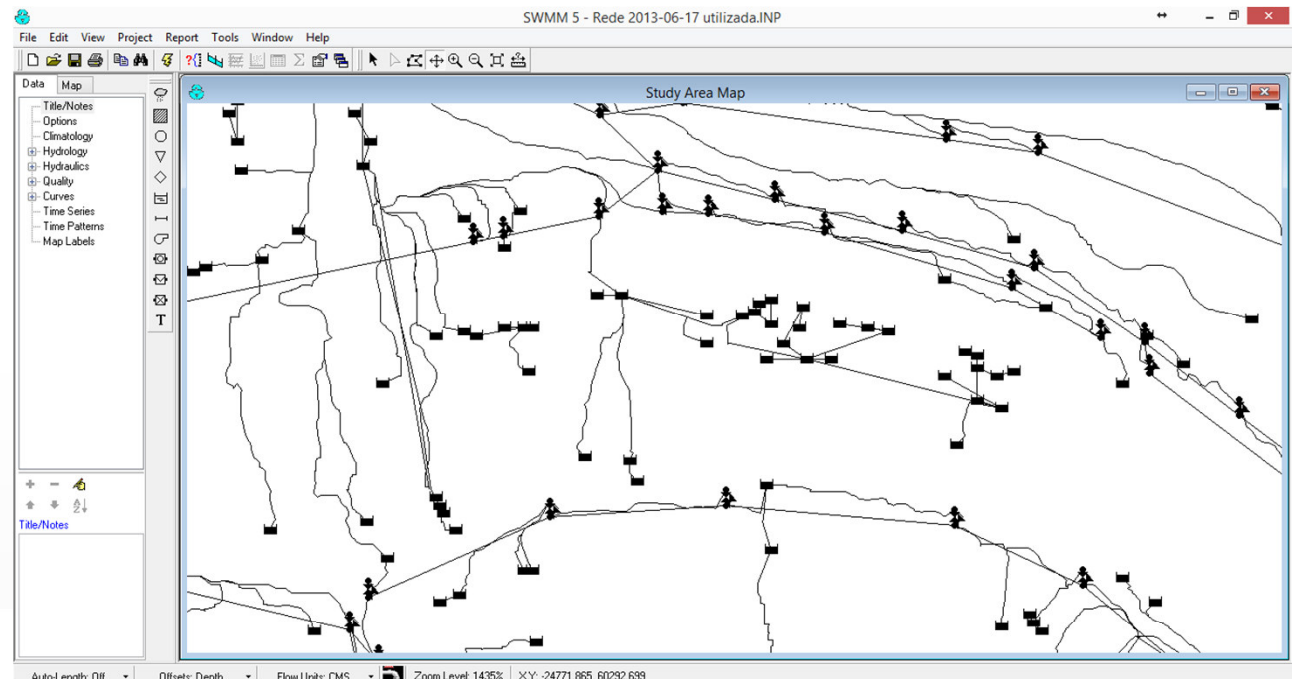 SWMM 5 - Rede 2013-06-17 utilizada.INP
File Edit View Project Report Tools Window Help
Data Map
Study Area Map
Title/Notes
Options
Climatology
Hydrology
Hydraulics
Quality
Curves
Time Series
Time Patterns
Map Labels
T
Title/Notes
Auto-Length: Off Offsets: Depth Flow Units: CMS Zoom Level: 1435% X,Y: -24771.865, 60292.699